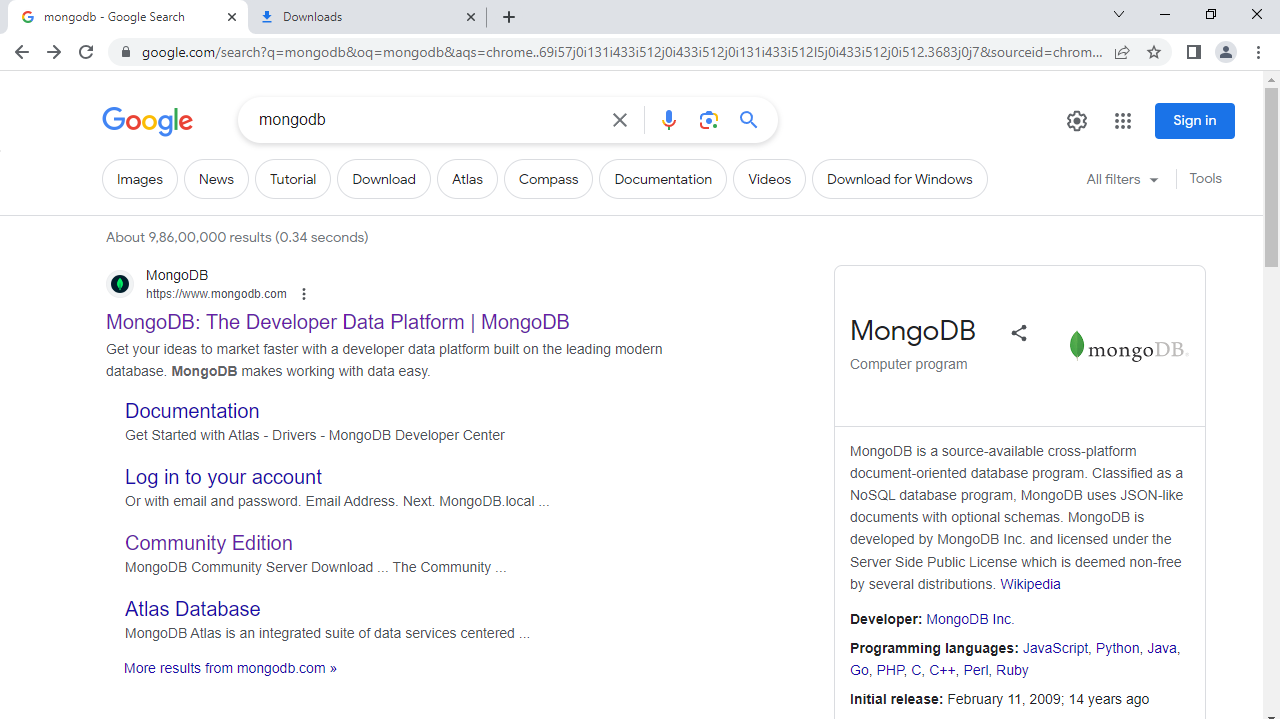 mongodb - Google Search
Downloads
google.com/search?q=mongodb&oq=mongodb&aqs=chrome..69i57j0i131i433i512j0i433i512j0i131i433i512l5j0i433i512j0i512.3683j0j7&sourceid=chrom...
Google
mongodb
Sign in
Images
News
Tutorial
Download
Atlas
Compass
Documentation
Videos
Download for Windows
All filters
Tools
About 9,86,00,000 results (0.34 seconds)
MongoDB
https://www.mongodb.com
MongoDB: The Developer Data Platform | MongoDB
Get your ideas to market faster with a developer data platform built on the leading modern
database. MongoDB makes working with data easy.
Documentation
Get Started with Atlas - Drivers - MongoDB Developer Center
Log in to your account
Or with email and password. Email Address. Next. MongoDB.local ...
Community Edition
MongoDB Community Server Download ... The Community ...
Atlas Database
MongoDB Atlas is an integrated suite of data services centered ...
More results from mongodb.com »
MongoDB
Computer program
mongoDB.
MongoDB is a source-available cross-platform
document-oriented database program. Classified as a
NoSQL database program, MongoDB uses JSON-like
documents with optional schemas. MongoDB is
developed by MongoDB Inc. and licensed under the
Server Side Public License which is deemed non-free
by several distributions. Wikipedia
Developer: MongoDB Inc.
Programming languages: JavaScript, Python, Java,
Go, PHP, C, C++, Perl, Ruby
Initial release: February 11, 2009; 14 years ago